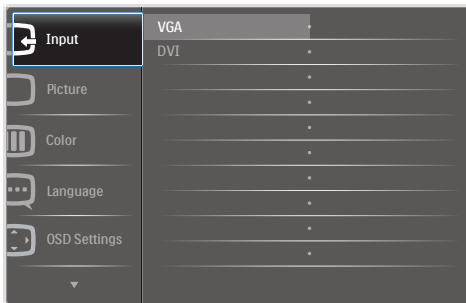 Input
VGA
DVI
Picture
Color
Language
OSD Settings